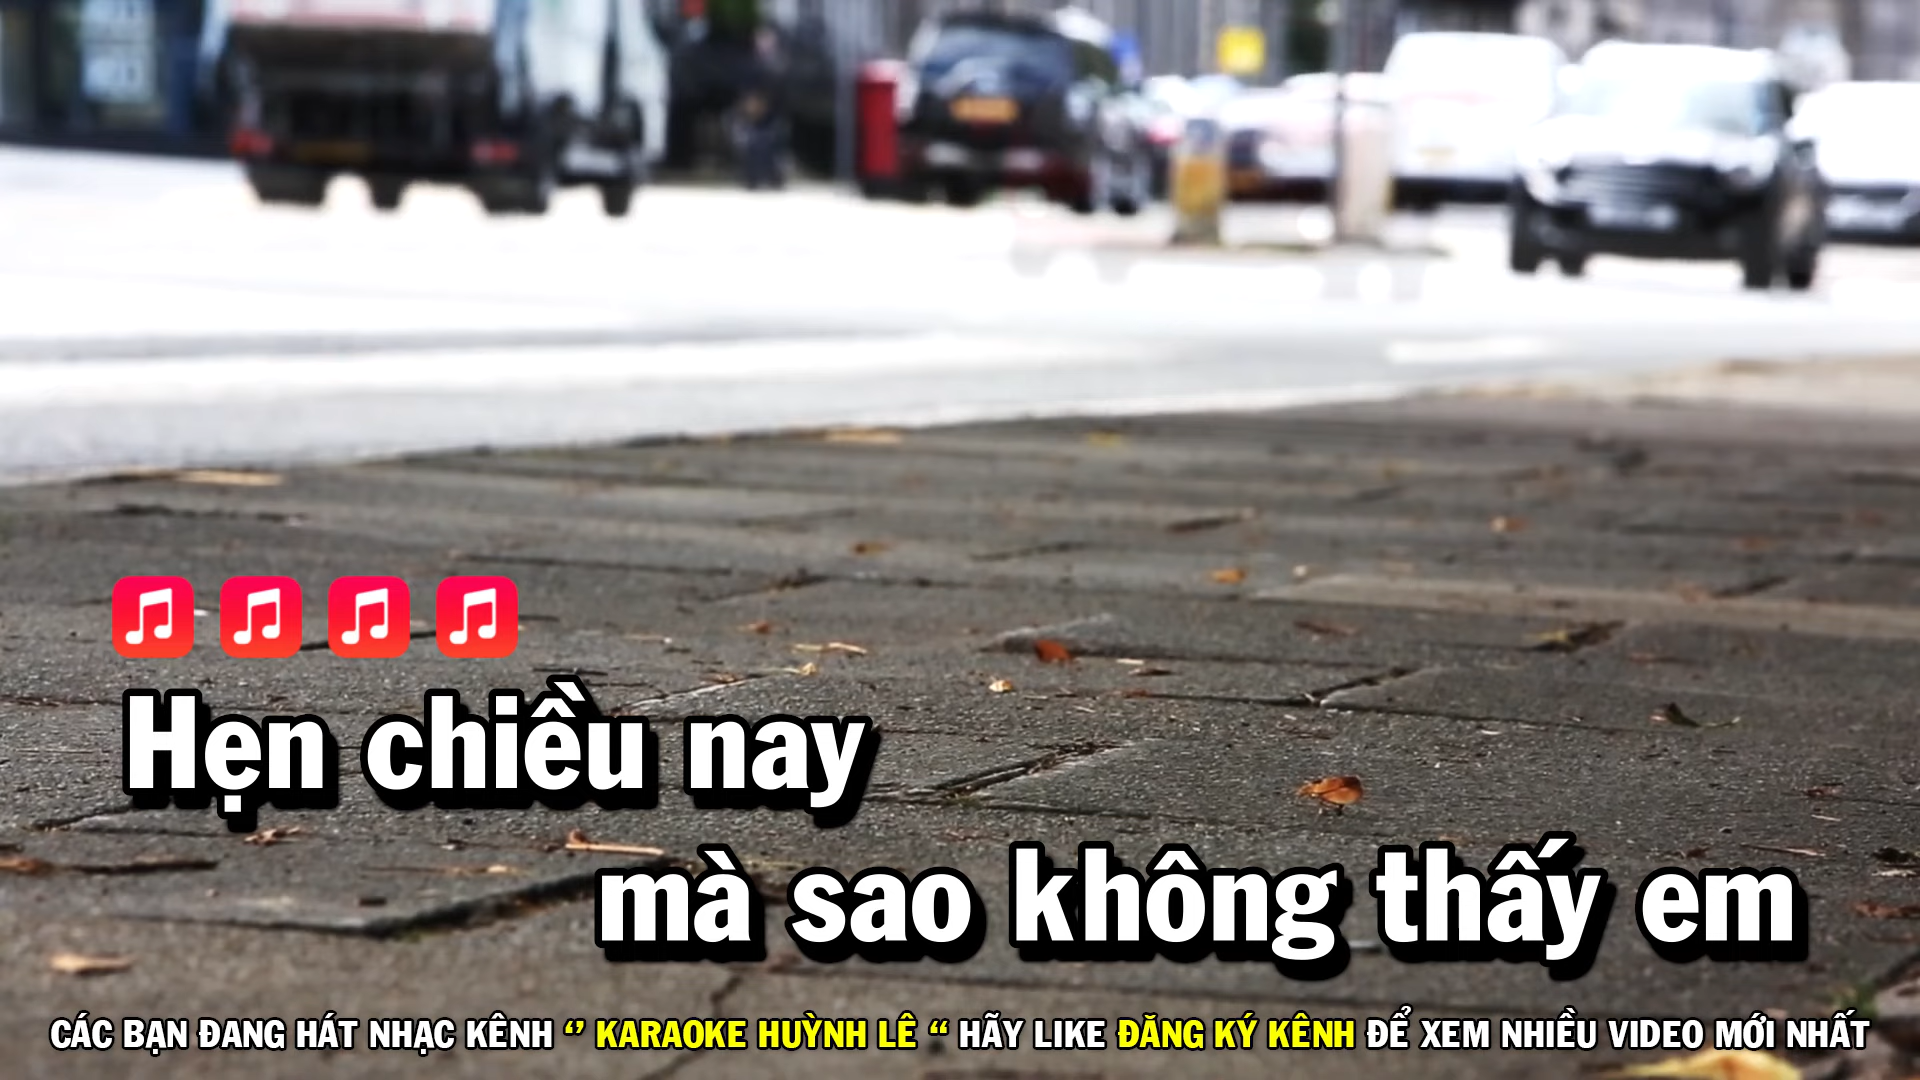 Hẹn chiều nay
mà sao không thấy em
CÁC BẠN ĐANG HÁT NHẠC KÊNH ‘’ KARAOKE HUỲNH LÊ “ HÃY LIKE ĐĂNG KÝ KÊNH ĐỂ XEM NHIỀU VIDEO MỚI NHẤT